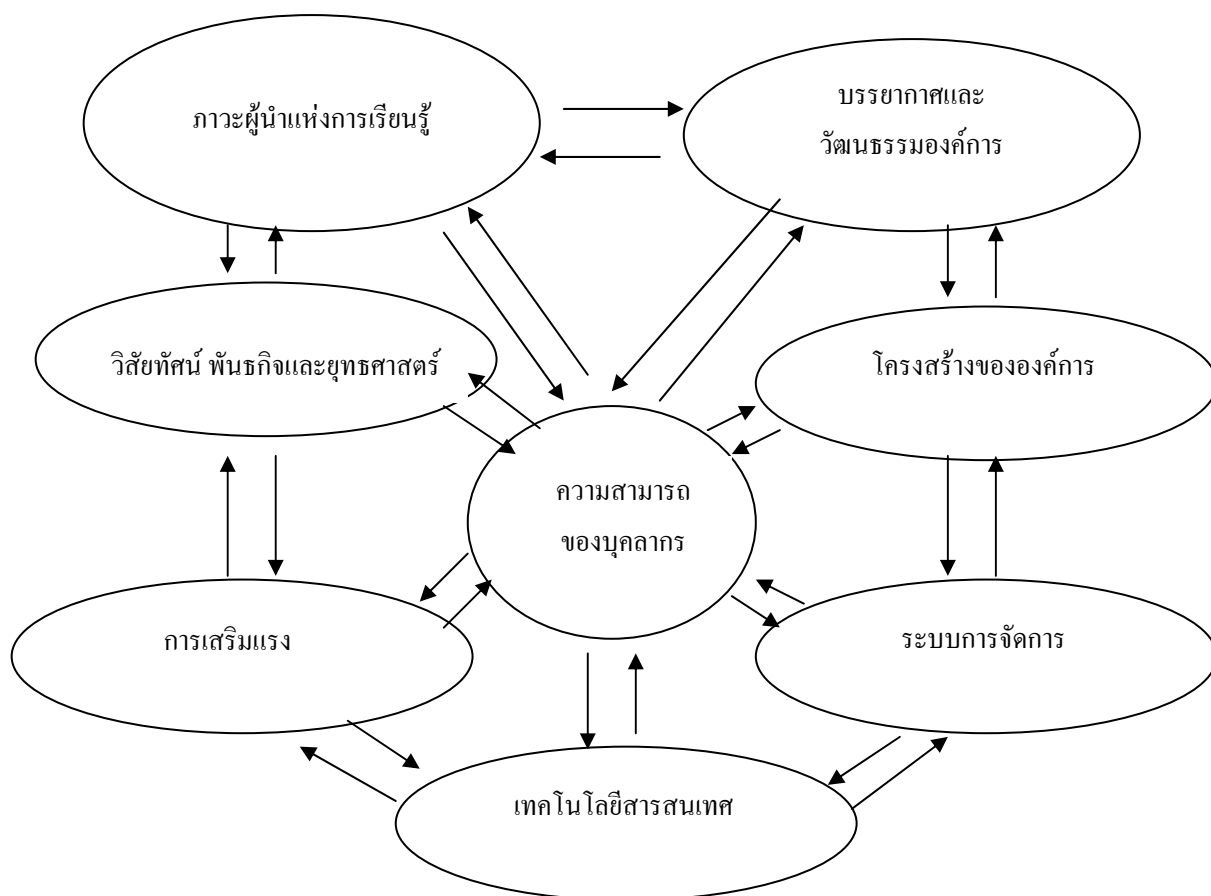 ภาวะผู้นำแห่งการเรียนรู้
บรรยากาศและ
วัฒนธรรมองค์การ
วิสัยทัศน์ พันธกิจและยุทธศาสตร์
โครงสร้างขององค์การ
ความสามารถ
ของบุคลากร
การเสริมแรง
ระบบการจัดการ
เทคโนโลยีสารสนเทศ